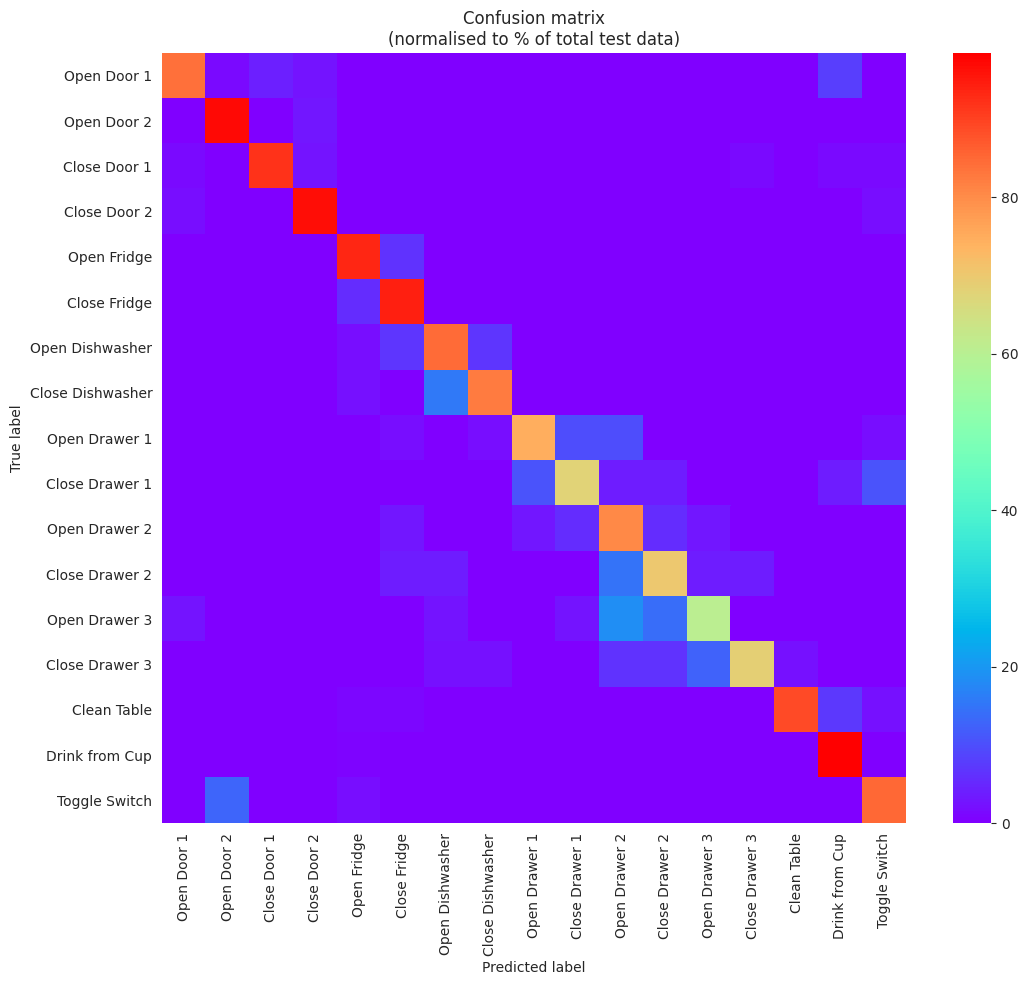 Confusion matrix
(normalised to % of total test data)
True label
Open Door 1
Open Door 2
Close Door 1
Close Door 2
Open Fridge
Close Fridge
Open Dishwasher
Close Dishwasher
Open Drawer 1
Close Drawer 1
Open Drawer 2
Close Drawer 2
Open Drawer 3
Close Drawer 3
Clean Table
Drink from Cup
Toggle Switch
Open Door 1
Open Door 2
Close Door 1
Close Door 2
Open Fridge
Close Fridge
Open Dishwasher
Close Dishwasher
Open Drawer 1
Close Drawer 1
Open Drawer 2
Close Drawer 2
Open Drawer 3
Close Drawer 3
Clean Table
Drink from Cup
Toggle Switch
Predicted label
80
60
40
20
0